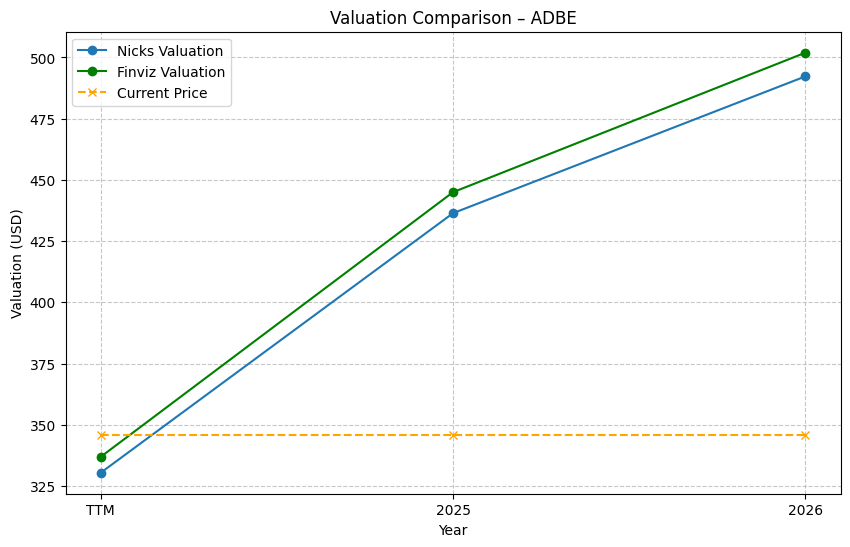 Valuation Comparison – ADBE
Nicks Valuation
Finviz Valuation
Current Price
Valuation (USD)
500
475
450
425
400
375
350
325
TTM
2025
2026
Year